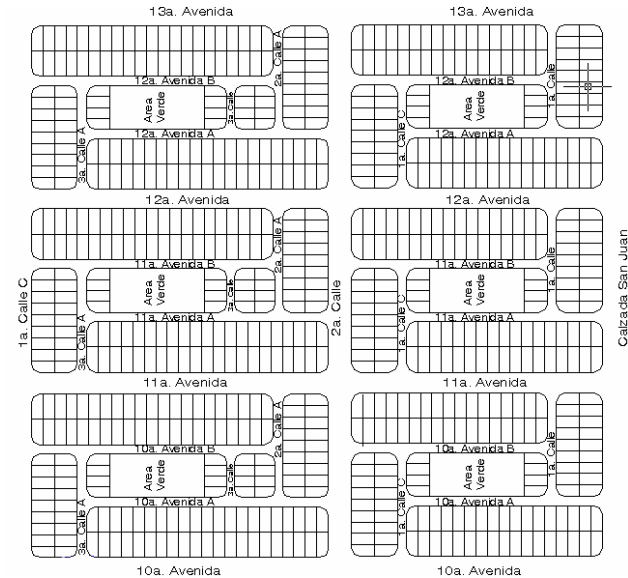 13a. Avenida
13a. Avenida
2a. Calle A
1a. Calle
12a. Avenida B
12a. Avenida B
Area
Verde
3a. Calle
Area
Verde
3a. Calle A
1a. Calle C
12a. Avenida A
12a. Avenida A
12a. Avenida
12a. Avenida
2a. Calle A
1a. Calle
11a. Avenida B
11a. Avenida B
1a. Calle C
Area
Verde
3a. Calle
2a. Calle
Area
Verde
Calzada San Juan
3a. Calle A
1a. Calle C
11a. Avenida A
11a. Avenida A
11a. Avenida
11a. Avenida
2a. Calle A
1a. Calle
10a. Avenida B
10a. Avenida B
Area
Verde
3a. Calle
Area
Verde
3a. Calle A
1a. Calle C
10a. Avenida A
10a. Avenida A
10a. Avenida
10a. Avenida